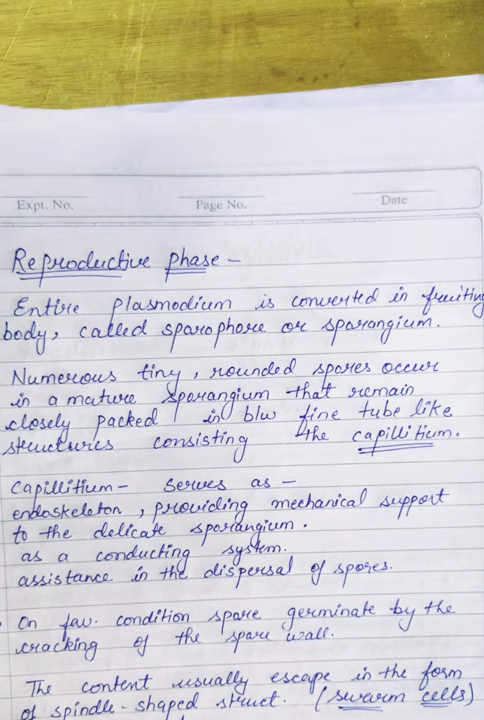 Expt. No.
Page No.
Date
Reproductive phase -
Entire plasmodium is converted in fruiting
body, called sporophore or sporangium.
Numerous tiny, rounded spores occur
in a mature sporangium that remain
closely packed in b/w fine tube like
structures consisting the capillitium.
Capillitium - serves as -
endoskeleton, providing mechanical support
to the delicate sporangium.
as a conducting system.
assistance in the dispersal of spores.
On fav. condition spore germinate by the
cracking of the spore wall.
The content usually escape in the form
of spindle-shaped struct. (swarm cells)